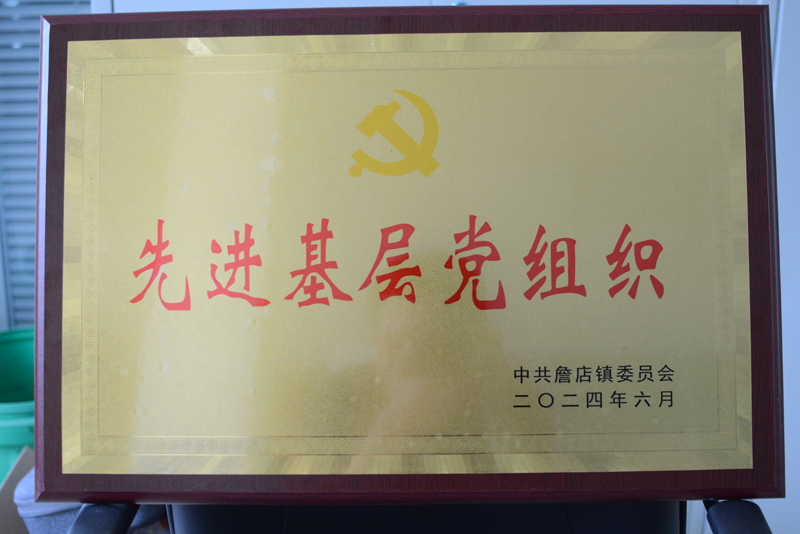 先进基层党组织
中共詹店镇委员会
二〇二四年六月